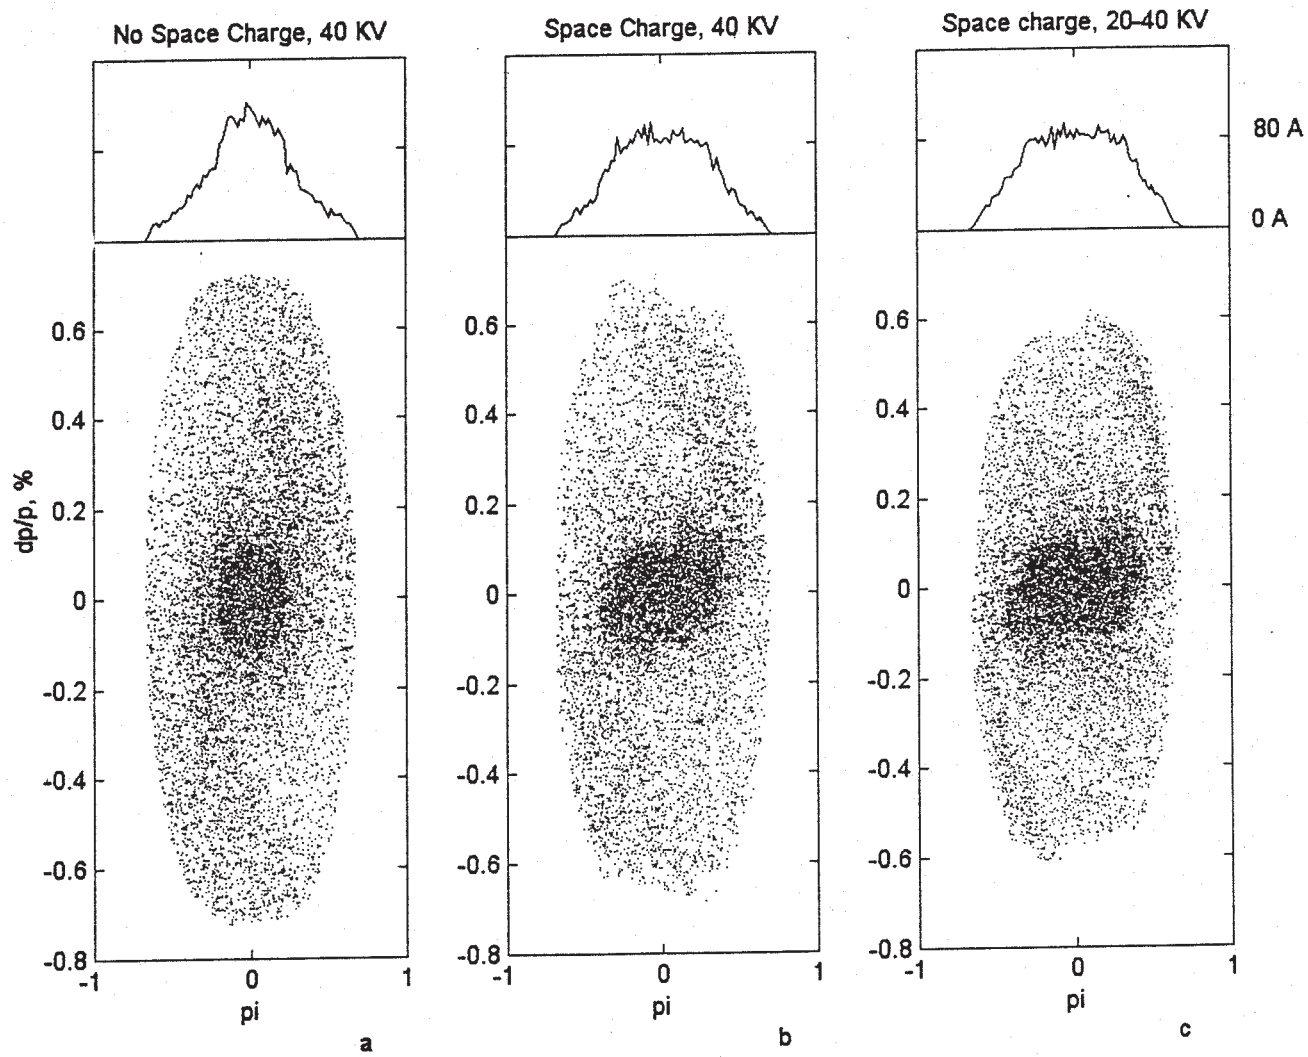 No Space Charge, 40 KV
Space Charge, 40 KV
Space charge, 20-40 KV
80 A
0 A
dp/p, %
0.6
0.4
0.2
0
-0.2
-0.4
-0.6
-0.8
-1
0
1
pi
a
0.6
0.4
0.2
0
-0.2
-0.4
-0.6
-0.8
-1
0
1
pi
b
0.6
0.4
0.2
0
-0.2
-0.4
-0.6
-0.8
-1
0
1
pi
c